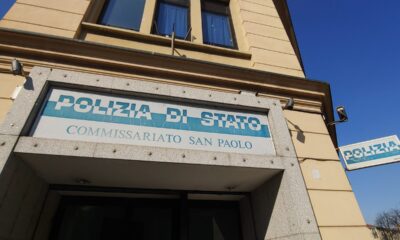 POLIZIA DI STATO
COMMISSARIATO SAN PAOLO
POLIZIA